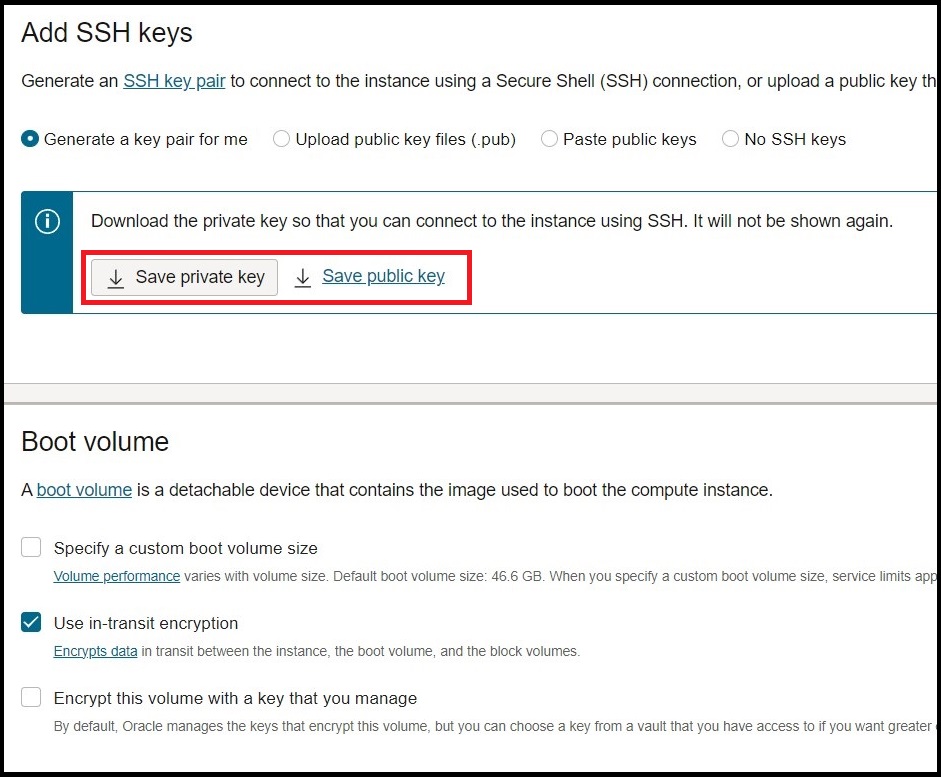 Add SSH keys
Generate an SSH key pair to connect to the instance using a Secure Shell (SSH) connection, or upload a public key th
Generate a key pair for me Upload public key files (.pub) Paste public keys No SSH keys
Download the private key so that you can connect to the instance using SSH. It will not be shown again.
Save private key Save public key
Boot volume
A boot volume is a detachable device that contains the image used to boot the compute instance.
Specify a custom boot volume size
Volume performance varies with volume size. Default boot volume size: 46.6 GB. When you specify a custom boot volume size, service limits app
Use in-transit encryption
Encrypts data in transit between the instance, the boot volume, and the block volumes.
Encrypt this volume with a key that you manage
By default, Oracle manages the keys that encrypt this volume, but you can choose a key from a vault that you have access to if you want greater